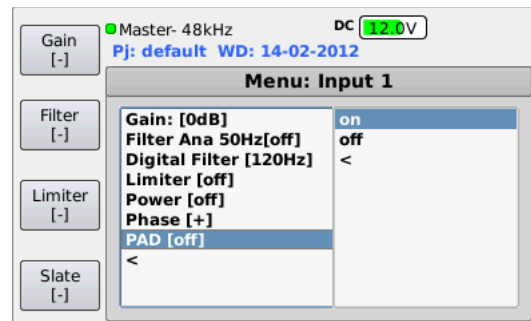 Gain
[-]
Filter
[-]
Limiter
[-]
Slate
[-]
Master- 48kHz
DC 12.0V
Pj: default WD: 14-02-2012
Menu: Input 1
Gain: [0dB]
Filter Ana 50Hz[off]
Digital Filter [120Hz]
Limiter [off]
Power [off]
Phase [+]
PAD [off]
<
on
off
<